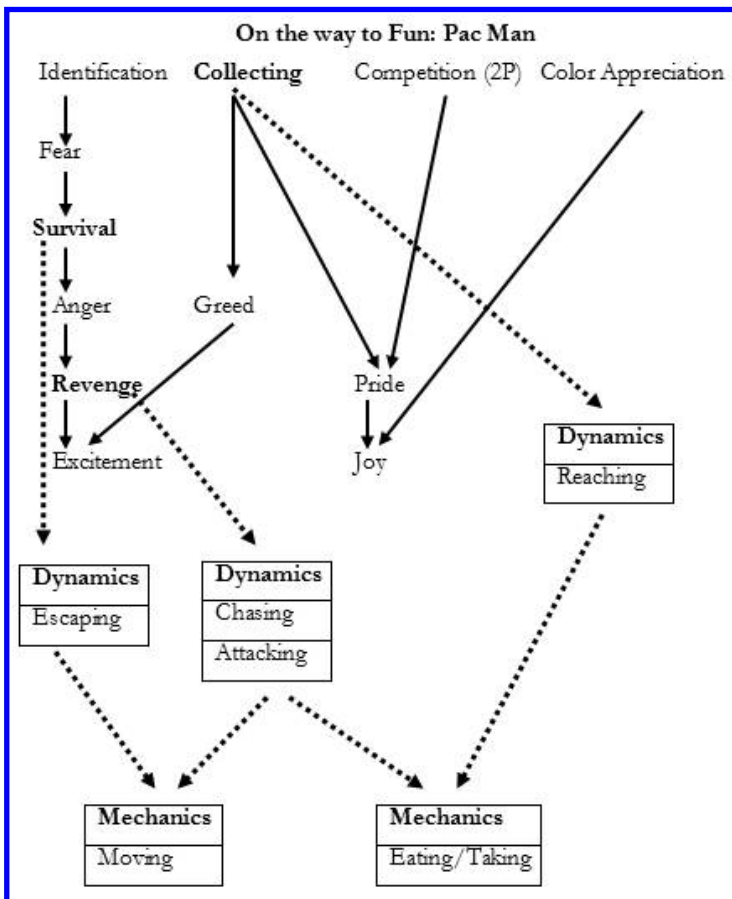 On the way to Fun: Pac Man
Identification Collecting Competition (2P) Color Appreciation
Fear
Survival
Anger Greed
Revenge Pride
Excitement Joy
Dynamics
Reaching
Dynamics
Escaping
Dynamics
Chasing
Attacking
Mechanics
Moving
Mechanics
Eating/Taking